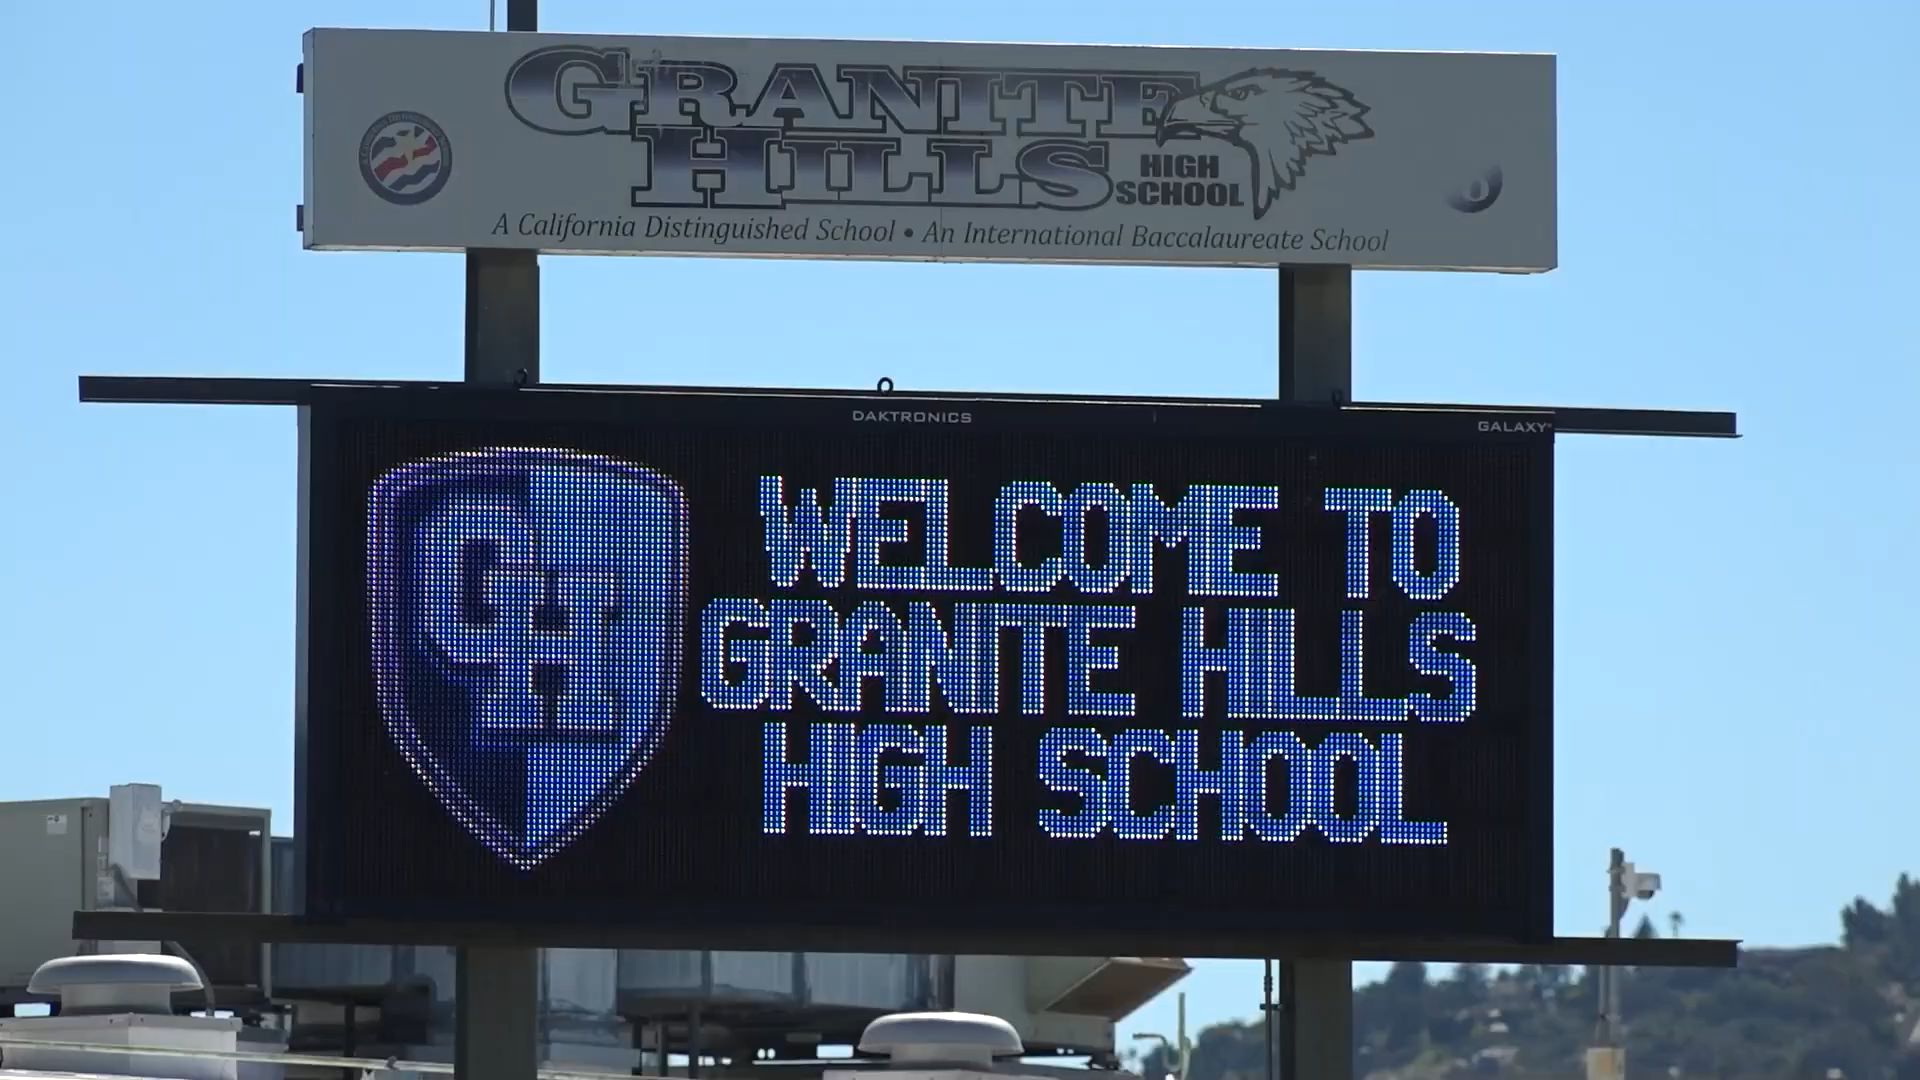 GRANITE
HILLS
HIGH
SCHOOL
A California Distinguished School • An International Baccalaureate School
DAKTRONICS
GALAXY
WELCOME TO
GRANITE HILLS
HIGH SCHOOL
GH